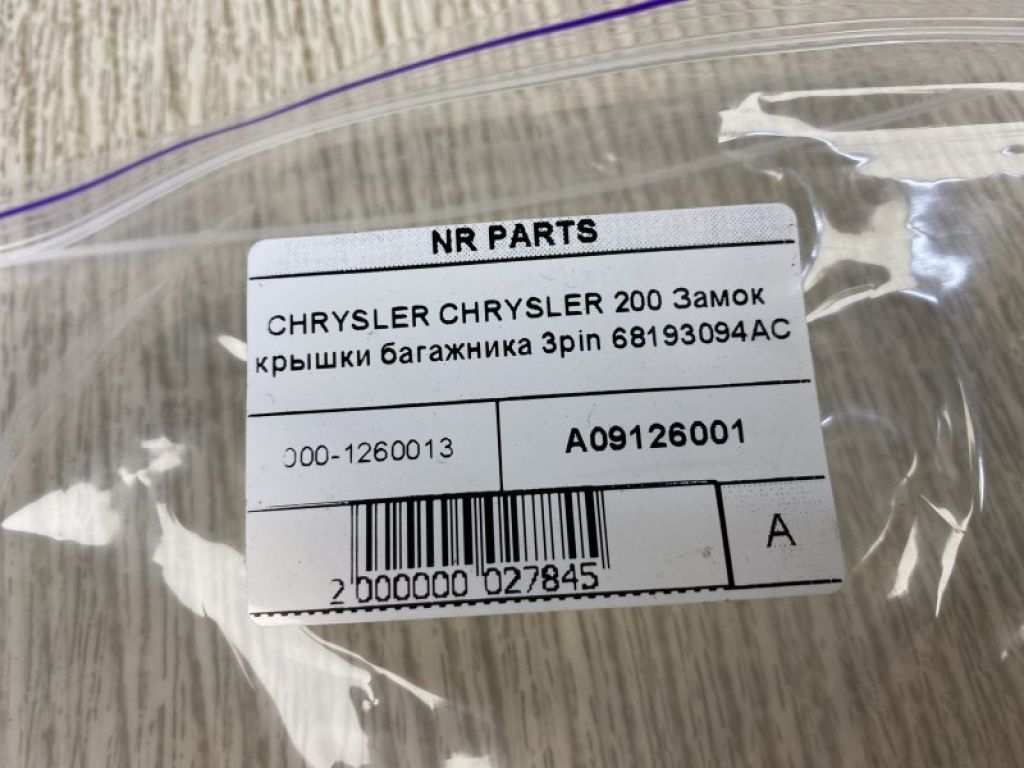 NR PARTS
CHRYSLER CHRYSLER 200 Замок
крышки багажника 3pin 68193094AC
000-1260013
A09126001
A
2 000000 027845